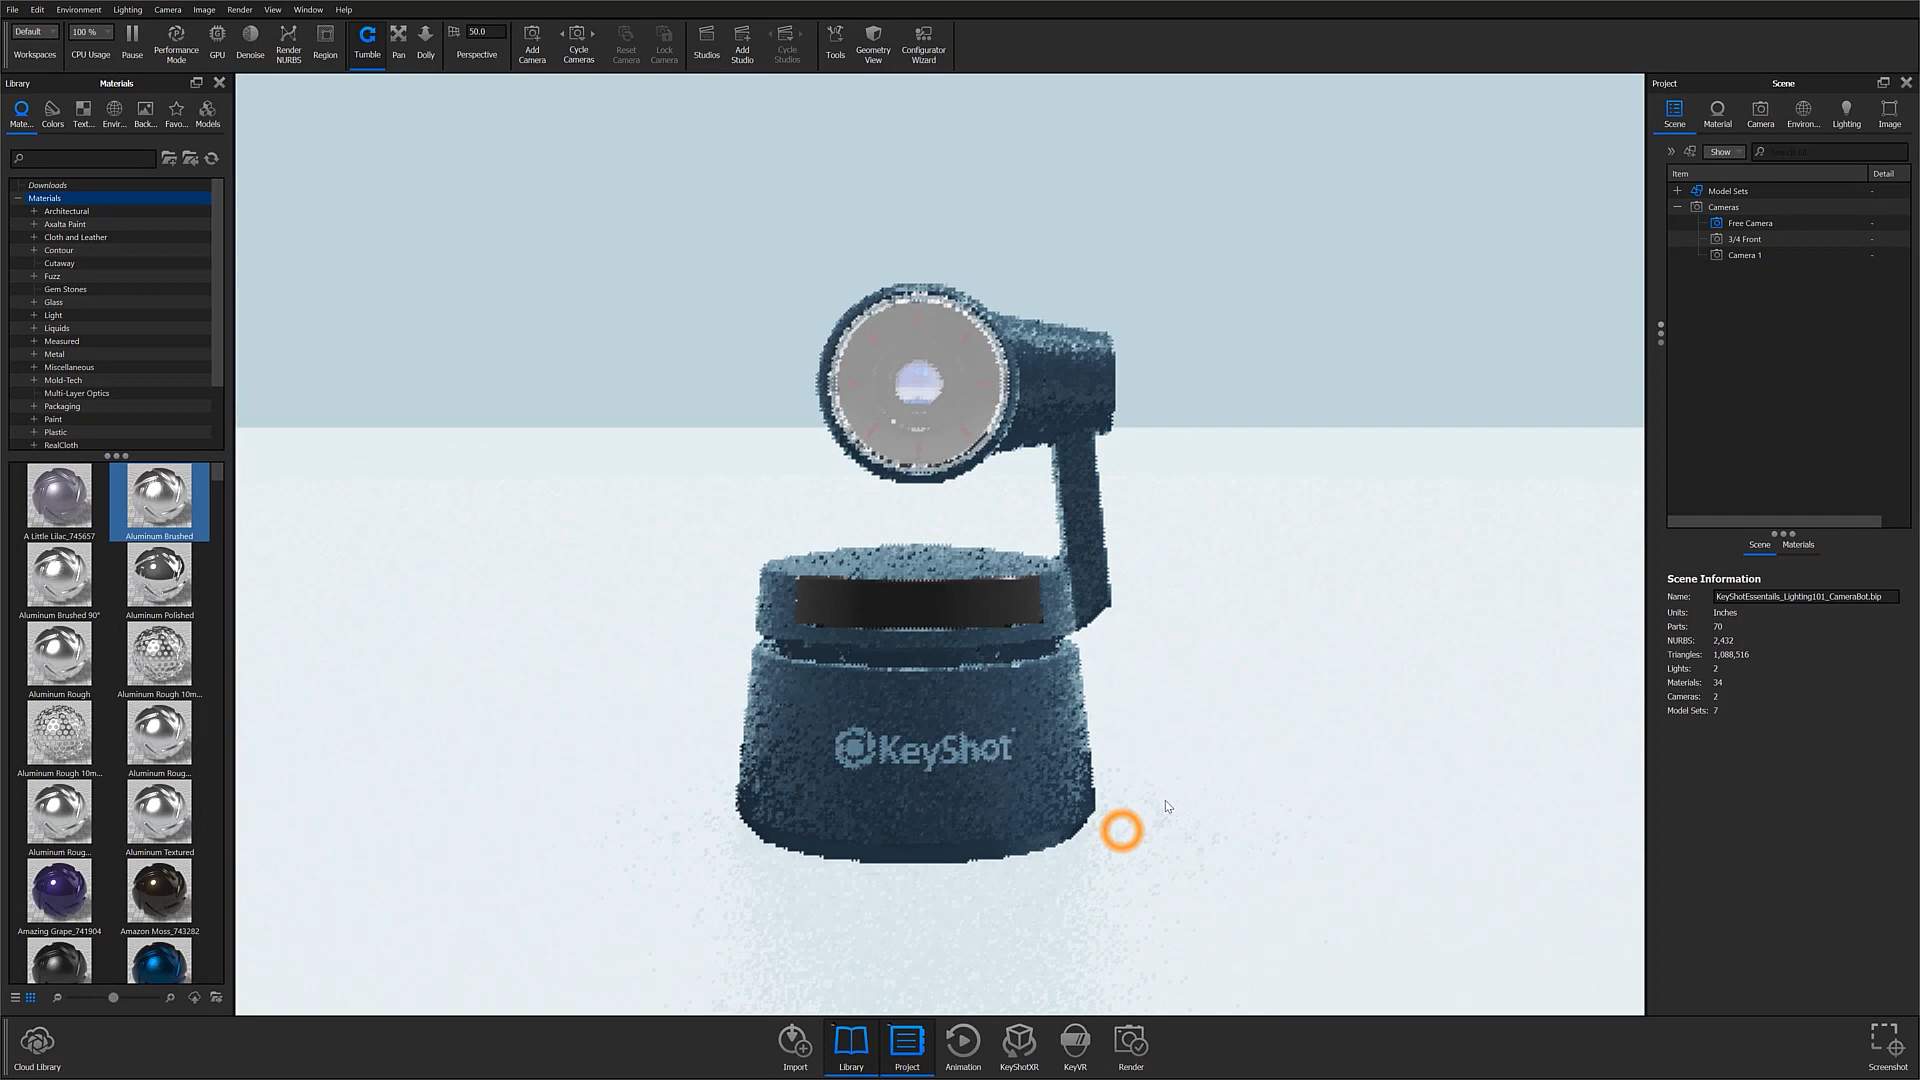 File Edit Environment Lighting Camera Image Render View Window Help
Default 100 % 50.0
Workspaces CPU Usage Pause Performance Mode GPU Denoise Render NURBS Region Tumble Pan Dolly Perspective Add Camera Cycle Cameras Reset Camera Lock Camera Studios Add Studio Cycle Studios Tools Geometry View Configurator Wizard
Library Materials
Mate... Colors Text... Envir... Back... Favo... Models
Downloads
Materials
Architectural
Axalta Paint
Cloth and Leather
Contour
Cutaway
Fuzz
Gem Stones
Glass
Light
Liquids
Measured
Metal
Miscellaneous
Mold-Tech
Multi-Layer Optics
Packaging
Paint
Plastic
RealCloth
A Little Lilac_745657 Aluminum Brushed
Aluminum Brushed 90° Aluminum Polished
Aluminum Rough Aluminum Rough 10m...
Aluminum Rough 10m... Aluminum Roug...
Aluminum Roug... Aluminum Textured
Amazing Grape_741904 Amazon Moss_743282
KeyShot
Project Scene
Scene Material Camera Environ... Lighting Image
Show
Item Detail
Model Sets -
Cameras
Free Camera -
3/4 Front -
Camera 1 -
Scene Materials
Scene Information
Name: KeyShotEssentails_Lighting101_CameraBot.bip
Units: Inches
Parts: 70
NURBS: 2,432
Triangles: 1,088,516
Lights: 2
Materials: 34
Cameras: 2
Model Sets: 7
Cloud Library Import Library Project Animation KeyShotXR KeyVR Render Screenshot